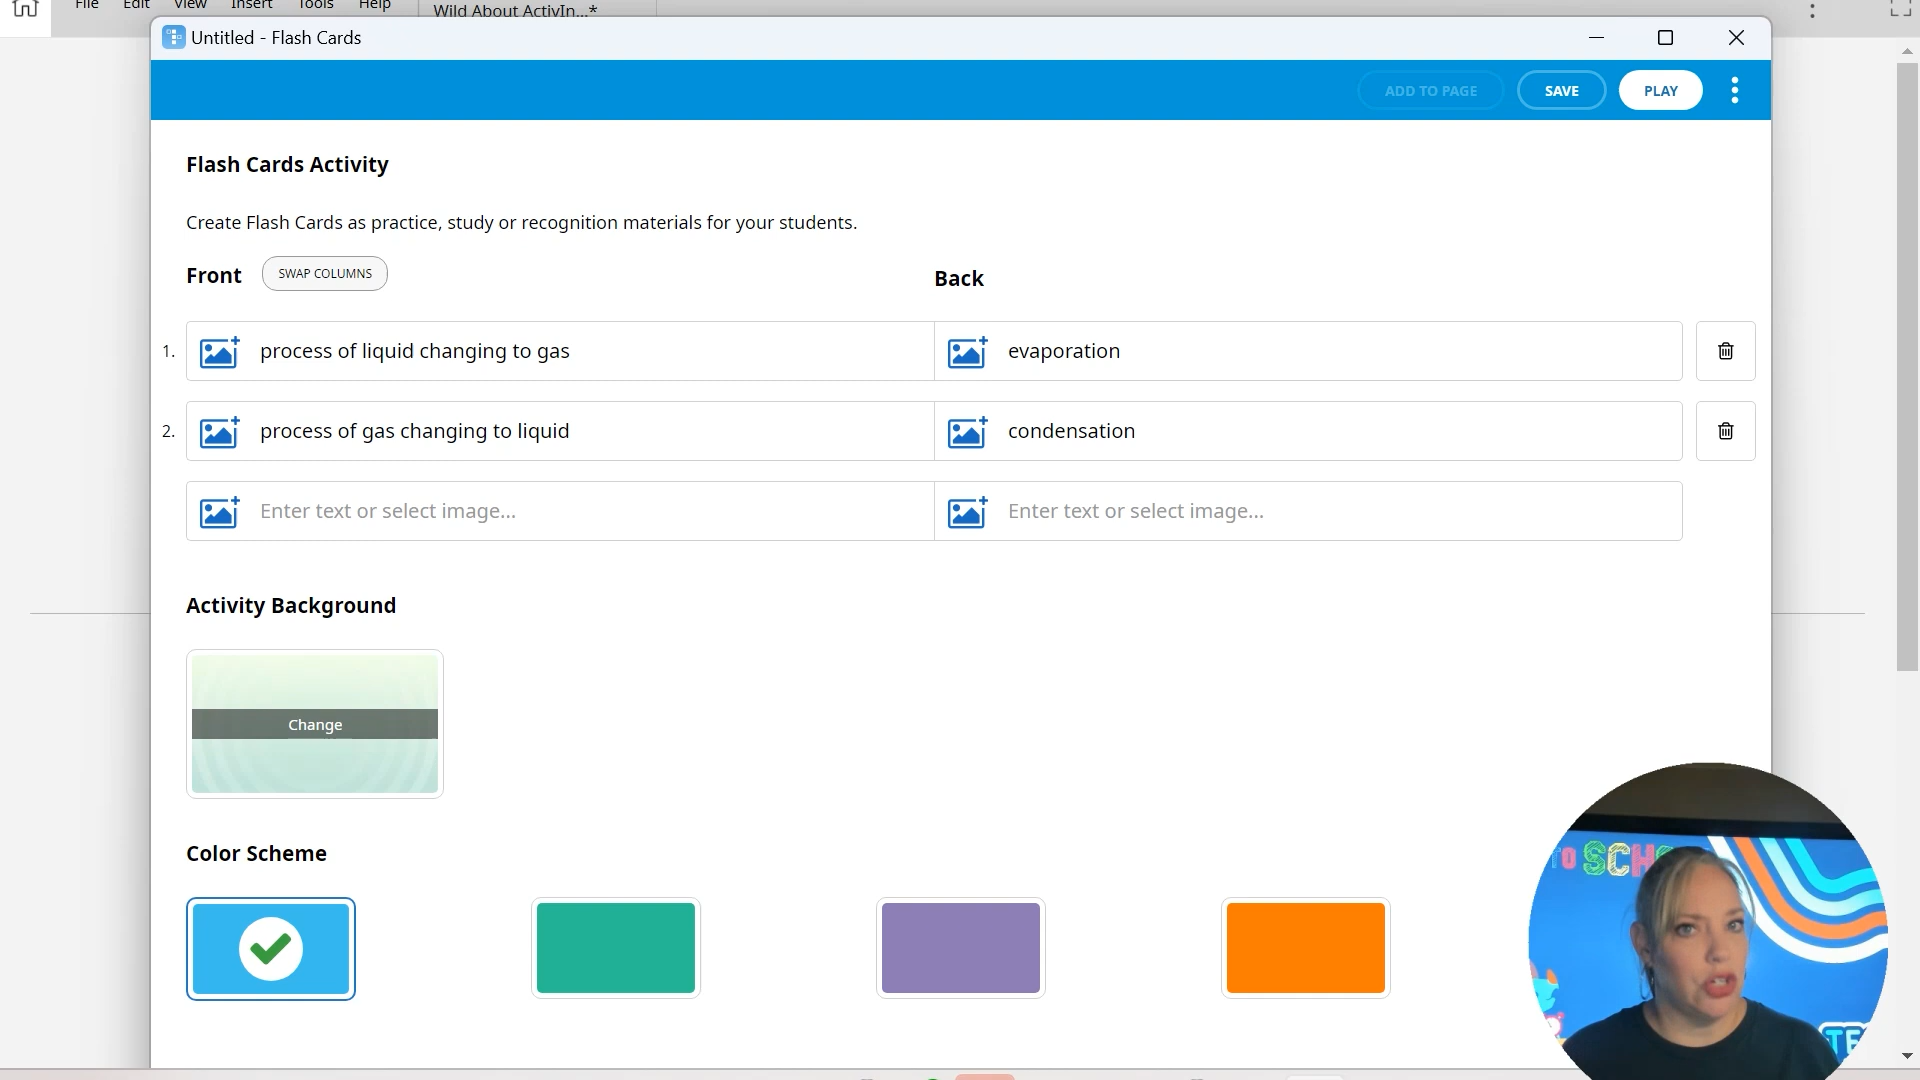 File Edit View Insert Tools Help Wild About ActivIn...*
Untitled - Flash Cards
ADD TO PAGE SAVE PLAY
Flash Cards Activity
Create Flash Cards as practice, study or recognition materials for your students.
Front SWAP COLUMNS Back
1. process of liquid changing to gas evaporation
2. process of gas changing to liquid condensation
Enter text or select image... Enter text or select image...
Activity Background
Change
Color Scheme
TO SCH
TE